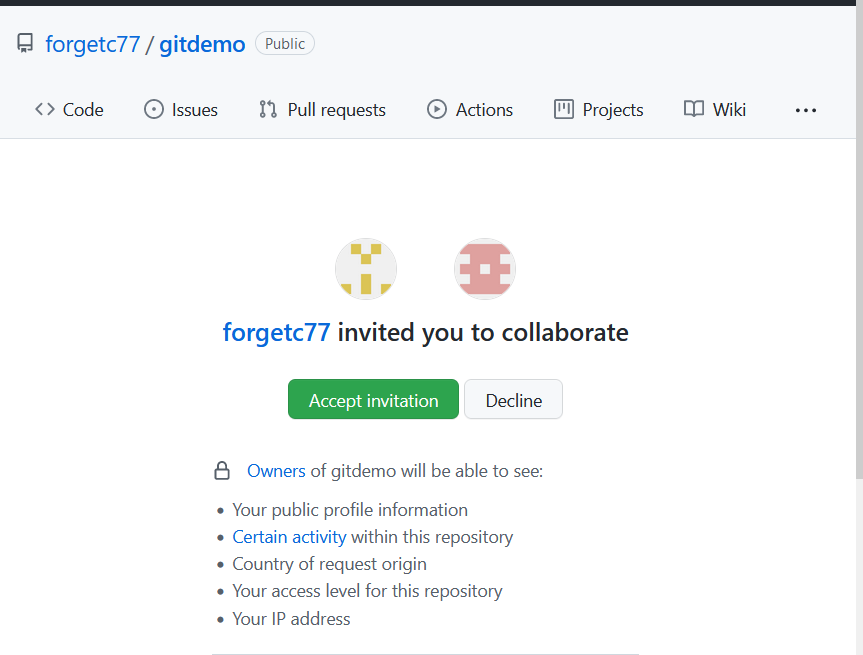 forgetc77 / gitdemo Public
Code Issues Pull requests Actions Projects Wiki ...
forgetc77 invited you to collaborate
Accept invitation Decline
Owners of gitdemo will be able to see:
• Your public profile information
• Certain activity within this repository
• Country of request origin
• Your access level for this repository
• Your IP address